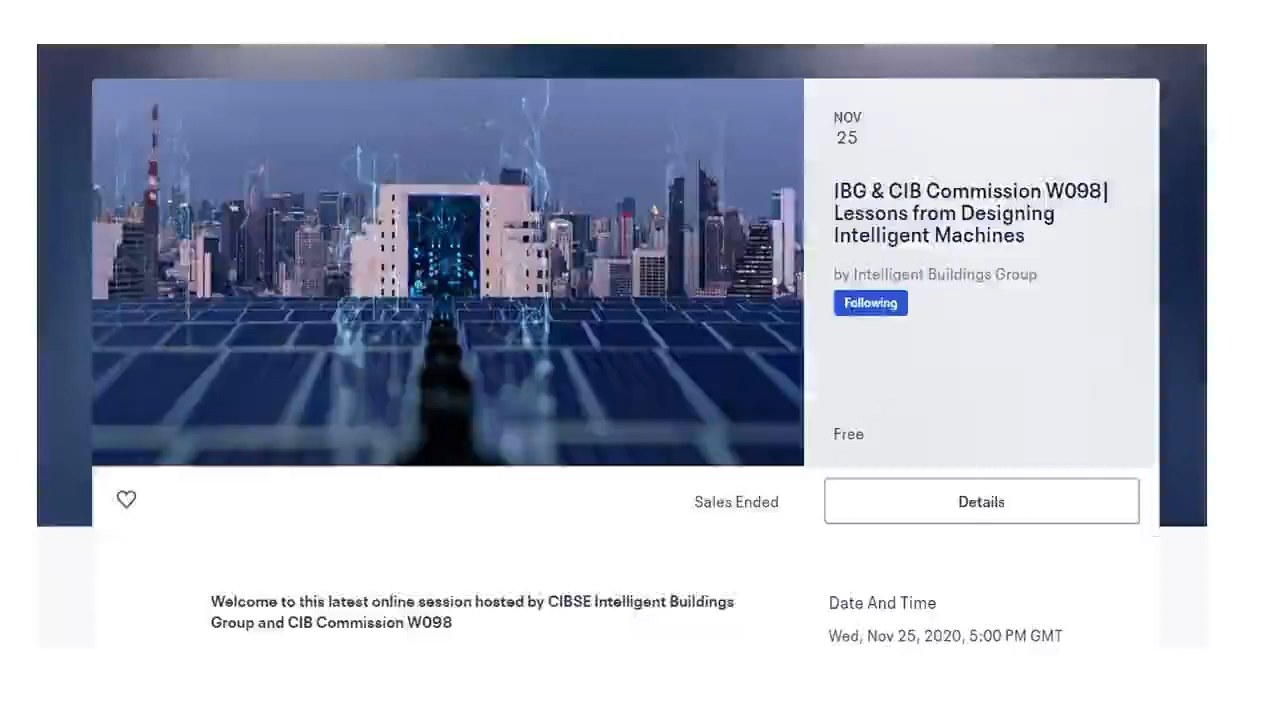 NOV
25
IBG & CIB Commission W098|
Lessons from Designing
Intelligent Machines
by Intelligent Buildings Group
Following
Free
Sales Ended
Details
Welcome to this latest online session hosted by CIBSE Intelligent Buildings
Group and CIB Commission W098
Date And Time
Wed, Nov 25, 2020, 5:00 PM GMT